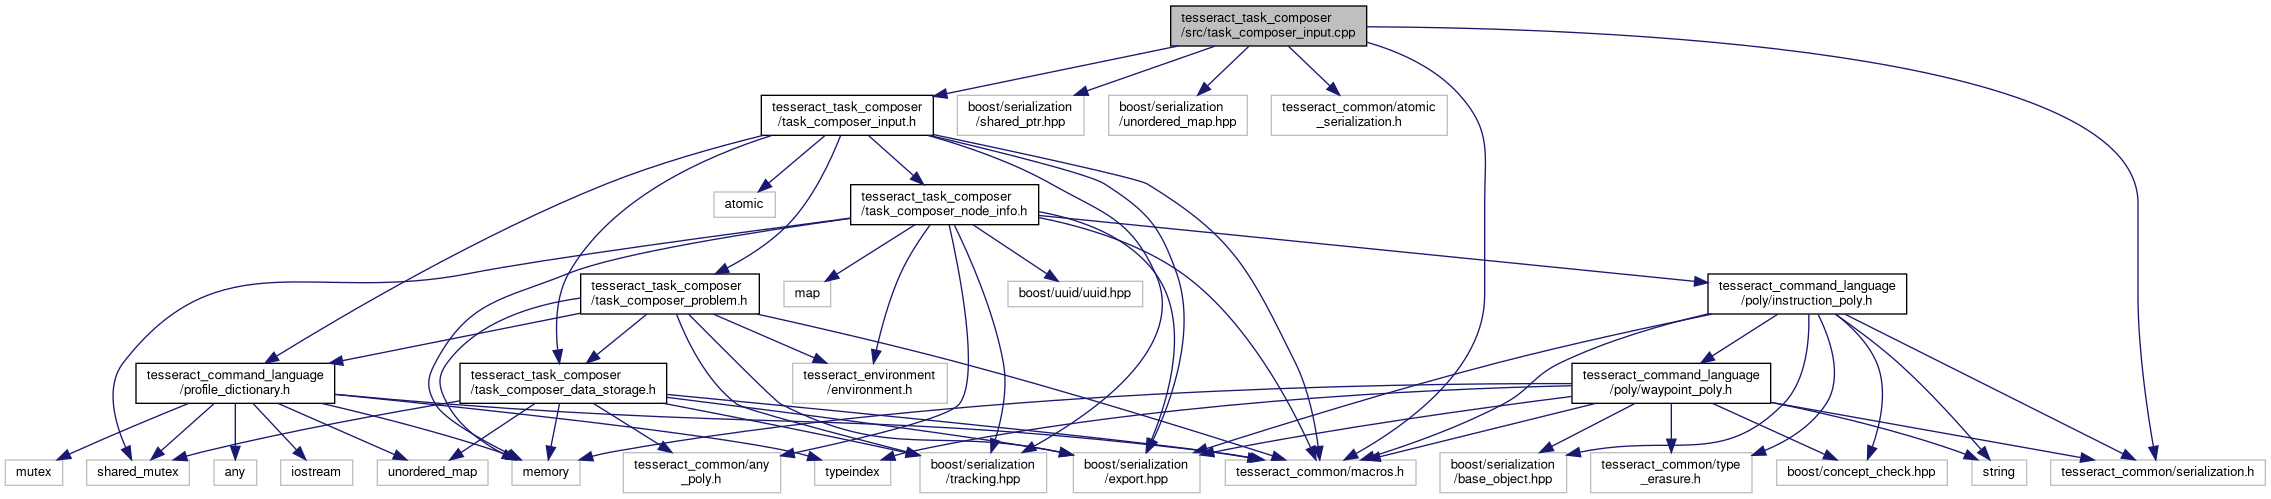 tesseract_task_composer
/src/task_composer_input.cpp
tesseract_task_composer
/task_composer_input.h
boost/serialization
/shared_ptr.hpp
boost/serialization
/unordered_map.hpp
tesseract_common/atomic
_serialization.h
atomic
tesseract_task_composer
/task_composer_node_info.h
tesseract_task_composer
/task_composer_problem.h
map
boost/uuid/uuid.hpp
tesseract_command_language
/poly/instruction_poly.h
tesseract_command_language
/profile_dictionary.h
tesseract_task_composer
/task_composer_data_storage.h
tesseract_environment
/environment.h
tesseract_command_language
/poly/waypoint_poly.h
mutex
shared_mutex
any
iostream
unordered_map
memory
tesseract_common/any
_poly.h
typeindex
boost/serialization
/tracking.hpp
boost/serialization
/export.hpp
tesseract_common/macros.h
boost/serialization
/base_object.hpp
tesseract_common/type
_erasure.h
boost/concept_check.hpp
string
tesseract_common/serialization.h